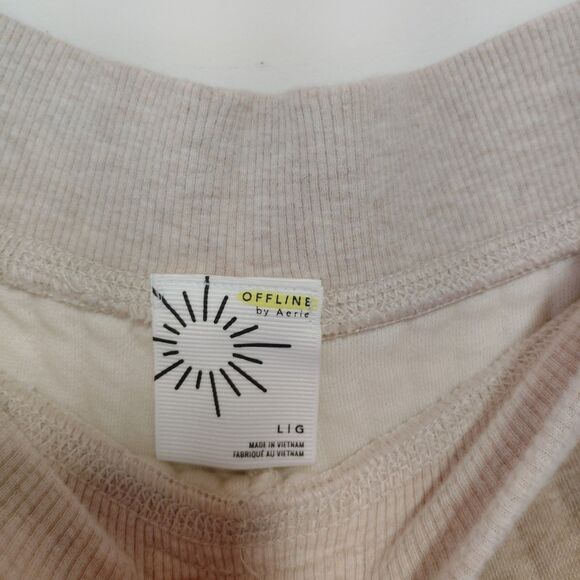 OFFLINE
by Aerie
L|G
MADE IN VIETNAM
FABRIQUÉ AU VIETNAM